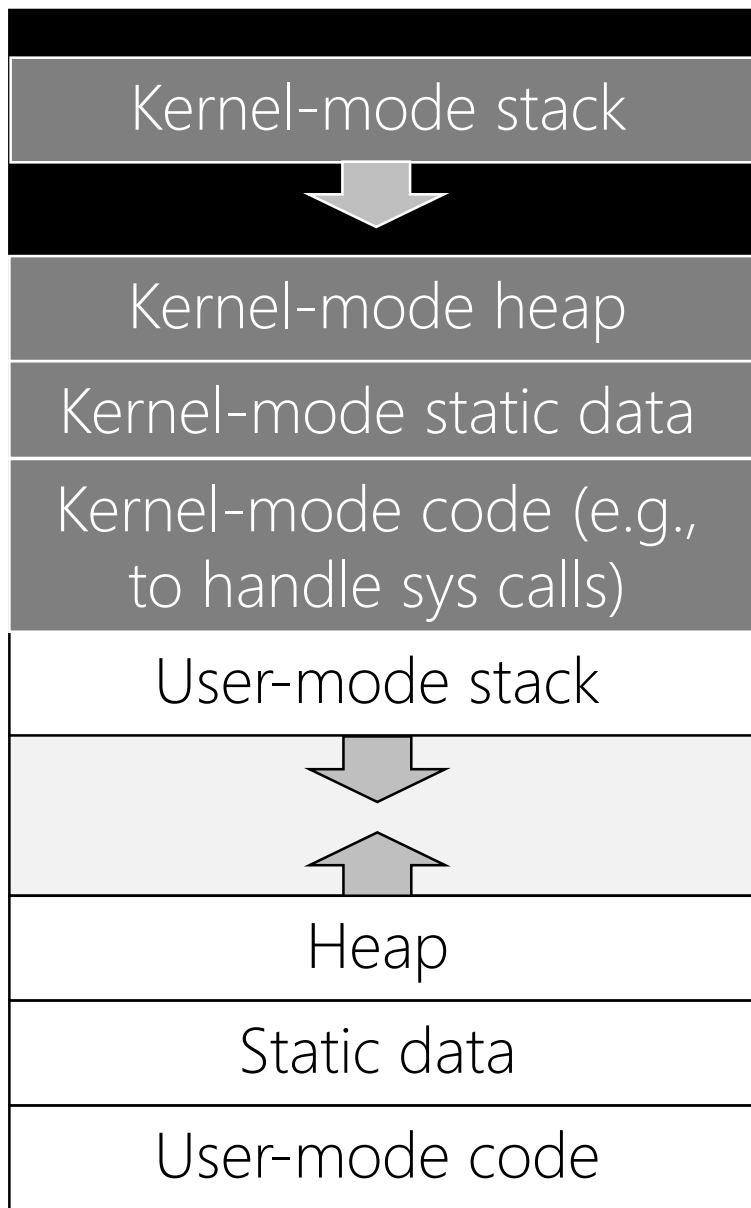 Kernel-mode stack
Kernel-mode heap
Kernel-mode static data
Kernel-mode code (e.g.,
to handle sys calls)
User-mode stack
Heap
Static data
User-mode code